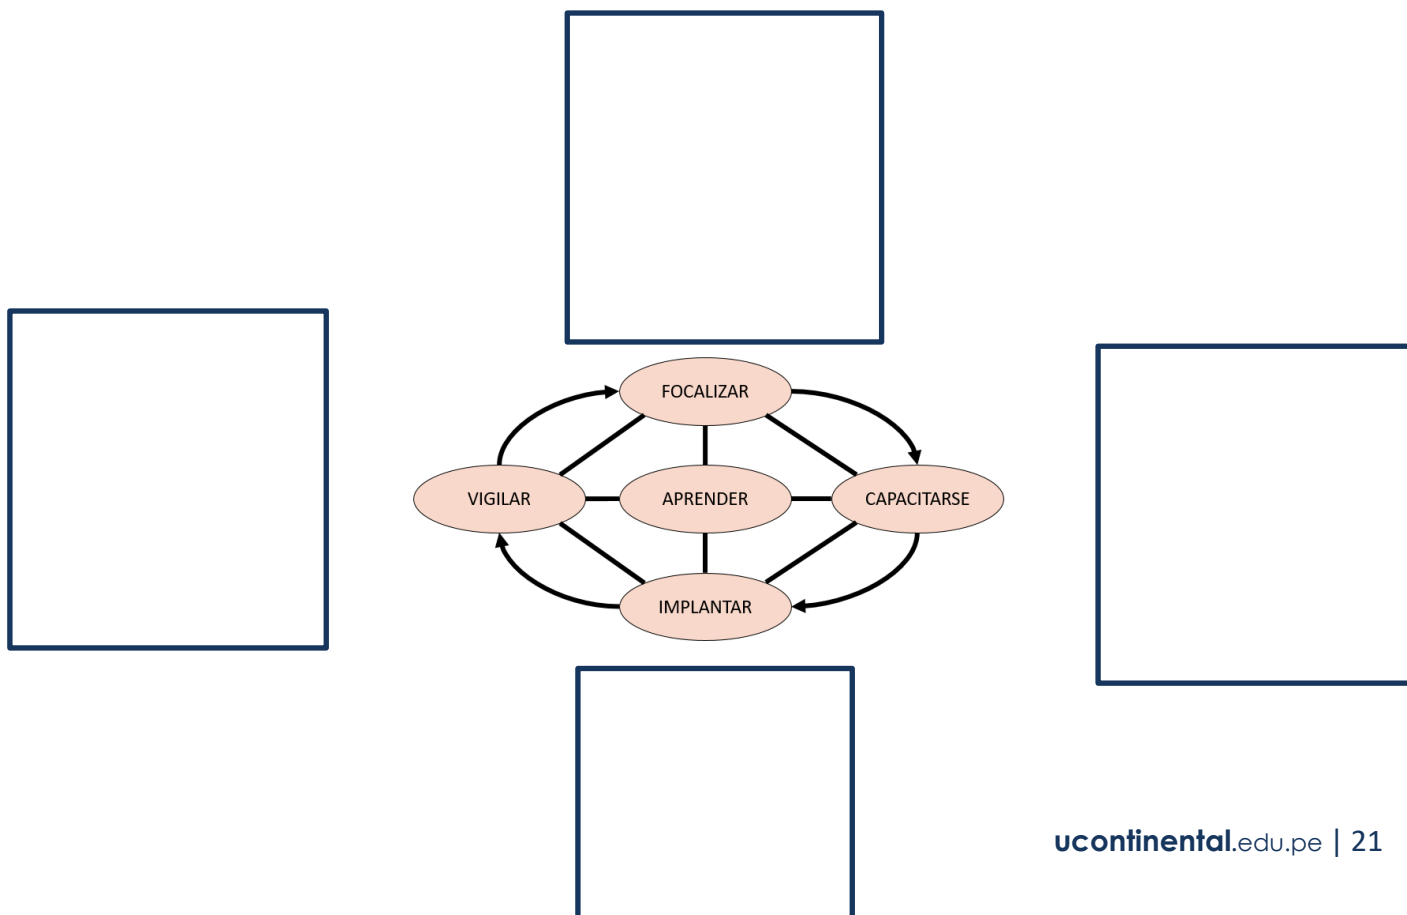 FOCALIZAR
VIGILAR
APRENDER
CAPACITARSE
IMPLANTAR
ucontinental.edu.pe | 21